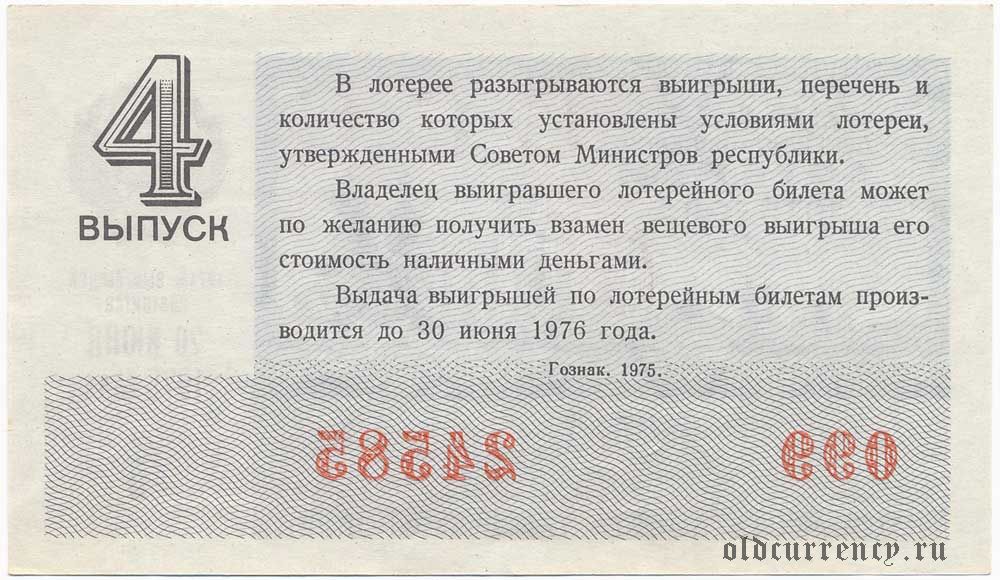 4
ВЫПУСК
В лотерее разыгрываются выигрыши, перечень и
количество которых установлены условиями лотереи,
утвержденными Советом Министров республики.
Владелец выигравшего лотерейного билета может
по желанию получить взамен вещевого выигрыша его
стоимость наличными деньгами.
Выдача выигрышей по лотерейным билетам произ-
водится до 30 июня 1976 года.
Гознак. 1975.
099 24585
oldcurrency.ru